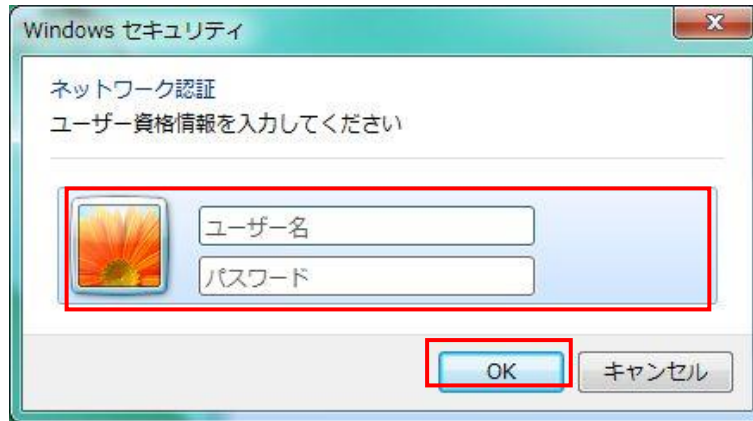 Windows セキュリティ
ネットワーク認証
ユーザー資格情報を入力してください
ユーザー名
パスワード
OK
キャンセル